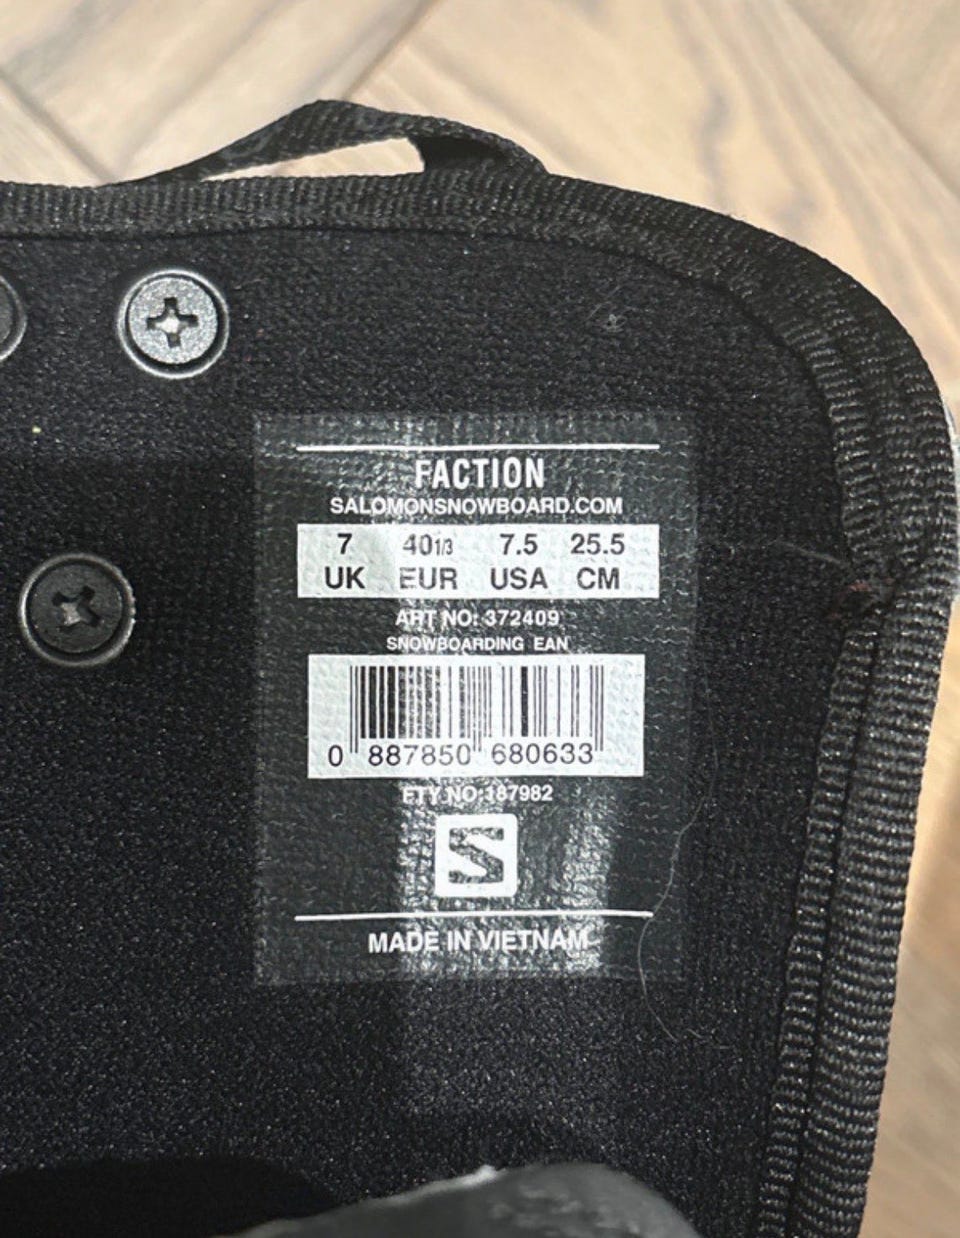 FACTION
SALOMONSNOWBOARD.COM
7 40 1/3 7.5 25.5
UK EUR USA CM
ART NO: 372409
SNOWBOARDING EAN
0 887850 680633
FTY NO:187982
S
MADE IN VIETNAM